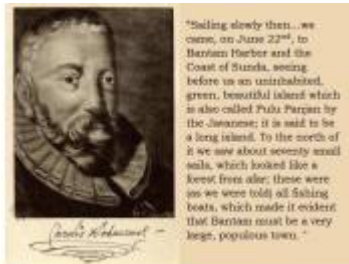 "Sailing slowly then...we
came, on June 22nd, to
Bantam Harbor and the
Coast of Sunda, seeing
before us an uninhabited,
green, beautiful island which
is also called Pulu Panjan by
the Javanese; it is said to be
a long island. To the north of
it we saw about seventy small
sails, which looked like a
forest from afar; these were
(as we were told) all fishing
boats, which made it evident
that Bantam must be a very
large, populous town. "